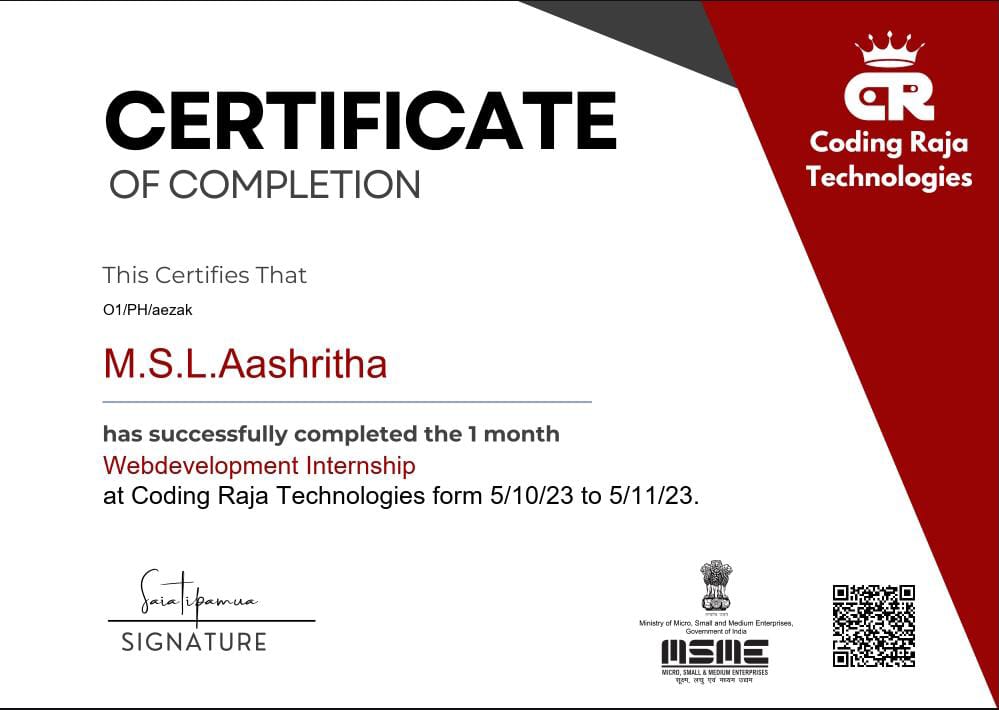 CERTIFICATE
OF COMPLETION
CR
Coding Raja
Technologies
This Certifies That
O1/PH/aezak
M.S.L.Aashritha
has successfully completed the 1 month
Webdevelopment Internship
at Coding Raja Technologies form 5/10/23 to 5/11/23.
SIGNATURE
Ministry of Micro, Small and Medium Enterprises,
Government of India
MSME
MICRO, SMALL & MEDIUM ENTERPRISES
सूक्ष्म, लघु एवं मध्यम उद्यम